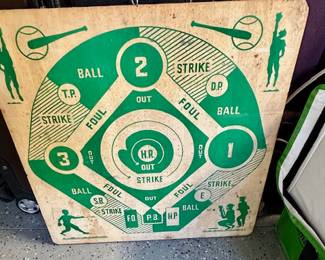 2
BALL
STRIKE
T.P.
D.P.
OUT
STRIKE
FOUL
FOUL
BALL
3
OUT
H.R.
OUT
1
OUT
STRIKE
BALL
FOUL
FOUL
BALL
S.B.
STRIKE
STRIKE
E
F.O.
P.B.
H.P.